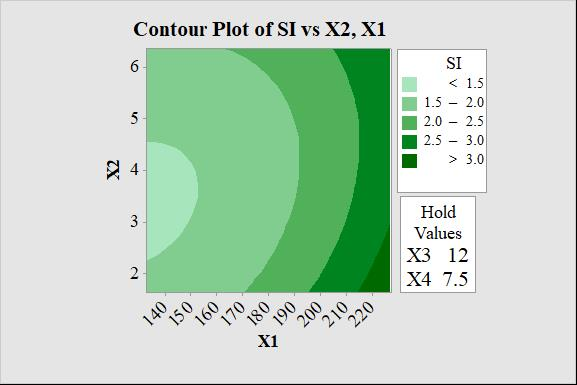 Contour Plot of SI vs X2, X1
SI
< 1.5
1.5 – 2.0
2.0 – 2.5
2.5 – 3.0
> 3.0
Hold
Values
X3 12
X4 7.5
X2
6
5
4
3
2
140 150 160 170 180 190 200 210 220
X1